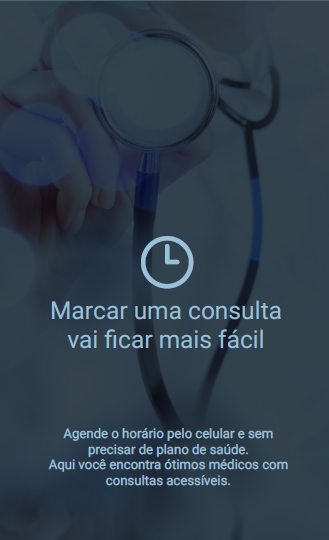 Marcar uma consulta
vai ficar mais fácil
Agende o horário pelo celular e sem
precisar de plano de saúde.
Aqui você encontra ótimos médicos com
consultas acessíveis.